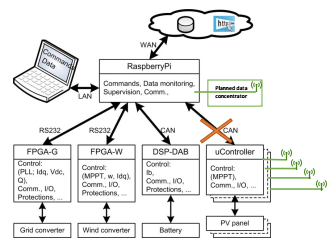 http
WAN
Commands
Data
LAN
RaspberryPi
Commands, Data monitoring,
Supervision, Comm.,
Planned data
concentrator
RS232
RS232
CAN
CAN
FPGA-G
Control:
(PLL; Idq, Vdc,
Q),
Comm., I/O,
Protections, ...
FPGA-W
Control:
(MPPT, w, Idq),
Comm., I/O,
Protections, ...
DSP-DAB
Control:
Ib,
Comm., I/O,
Protections, ...
uController
Control:
(MPPT),
Comm., I/O, ...
Grid converter
Wind converter
Battery
PV panel